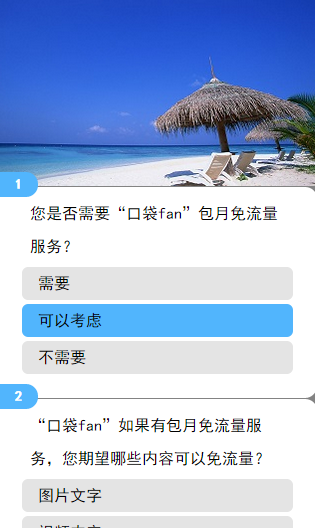 1
您是否需要“口袋fan”包月免流量
服务？
需要
可以考虑
不需要
2
“口袋fan”如果有包月免流量服
务，您期望哪些内容可以免流量？
图片文字